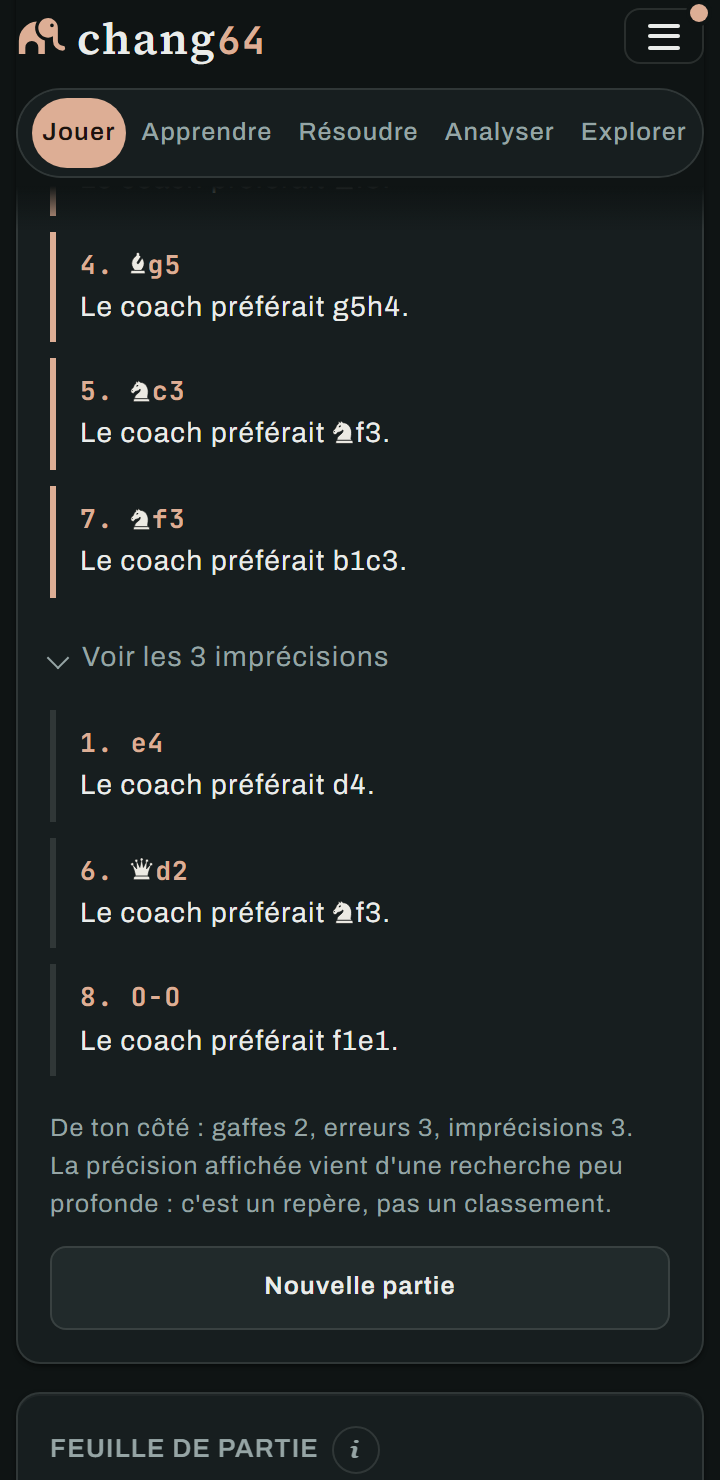 chang64
Jouer Apprendre Résoudre Analyser Explorer
4. ♝g5
Le coach préférait g5h4.
5. ♞c3
Le coach préférait ♞f3.
7. ♞f3
Le coach préférait b1c3.
Voir les 3 imprécisions
1. e4
Le coach préférait d4.
6. ♛d2
Le coach préférait ♞f3.
8. O-O
Le coach préférait f1e1.
De ton côté : gaffes 2, erreurs 3, imprécisions 3.
La précision affichée vient d'une recherche peu
profonde : c'est un repère, pas un classement.
Nouvelle partie
FEUILLE DE PARTIE i